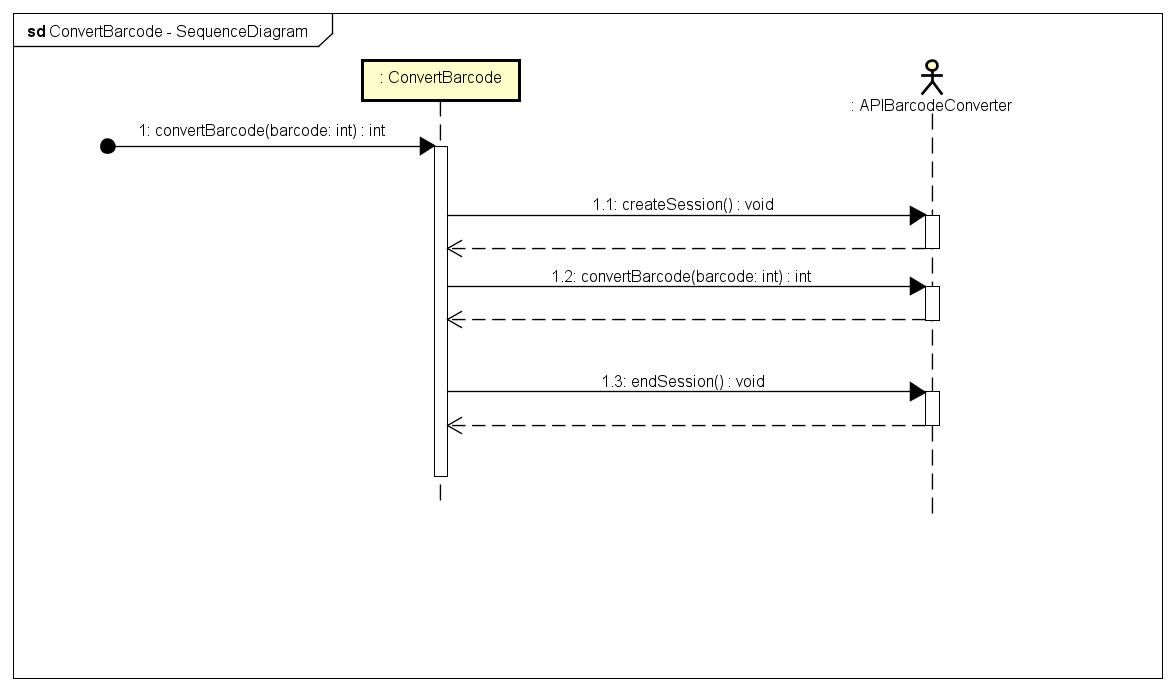 sd ConvertBarcode - SequenceDiagram
: ConvertBarcode
: APIBarcodeConverter
1: convertBarcode(barcode: int) : int
1.1: createSession() : void
1.2: convertBarcode(barcode: int) : int
1.3: endSession() : void